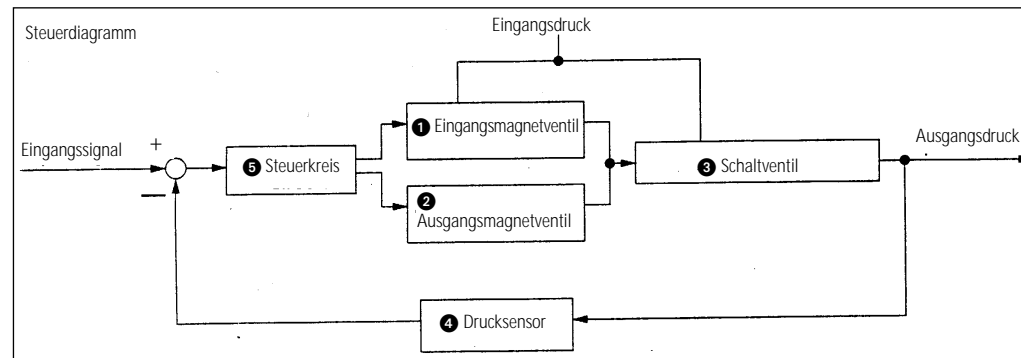 Steuerdiagramm
Eingangsdruck
Eingangssignal
+
−
❺ Steuerkreis
❶ Eingangsmagnetventil
❷
Ausgangsmagnetventil
❸ Schaltventil
Ausgangsdruck
❹ Drucksensor